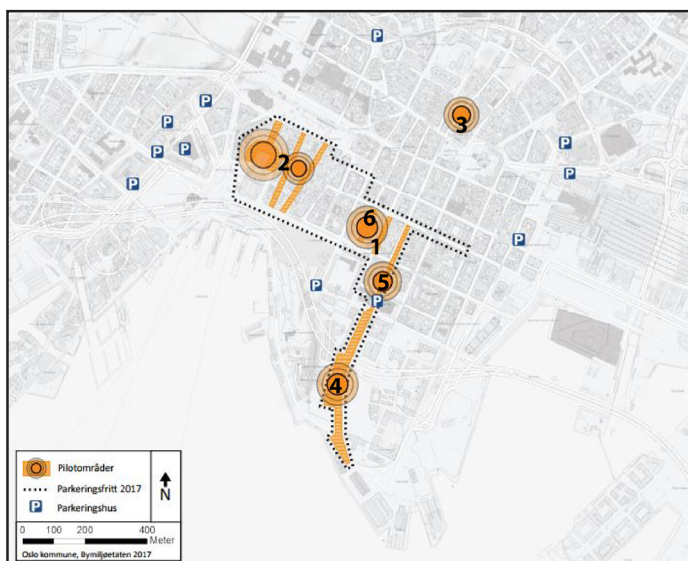 P
P
P
P
P
P
P
P
P
P
P
P
3
2
6
1
5
4
Pilotområder
Parkeringsfritt 2017
P Parkeringshus
N
0 100 200 400
Meter
Oslo kommune, Bymiljøetaten 2017